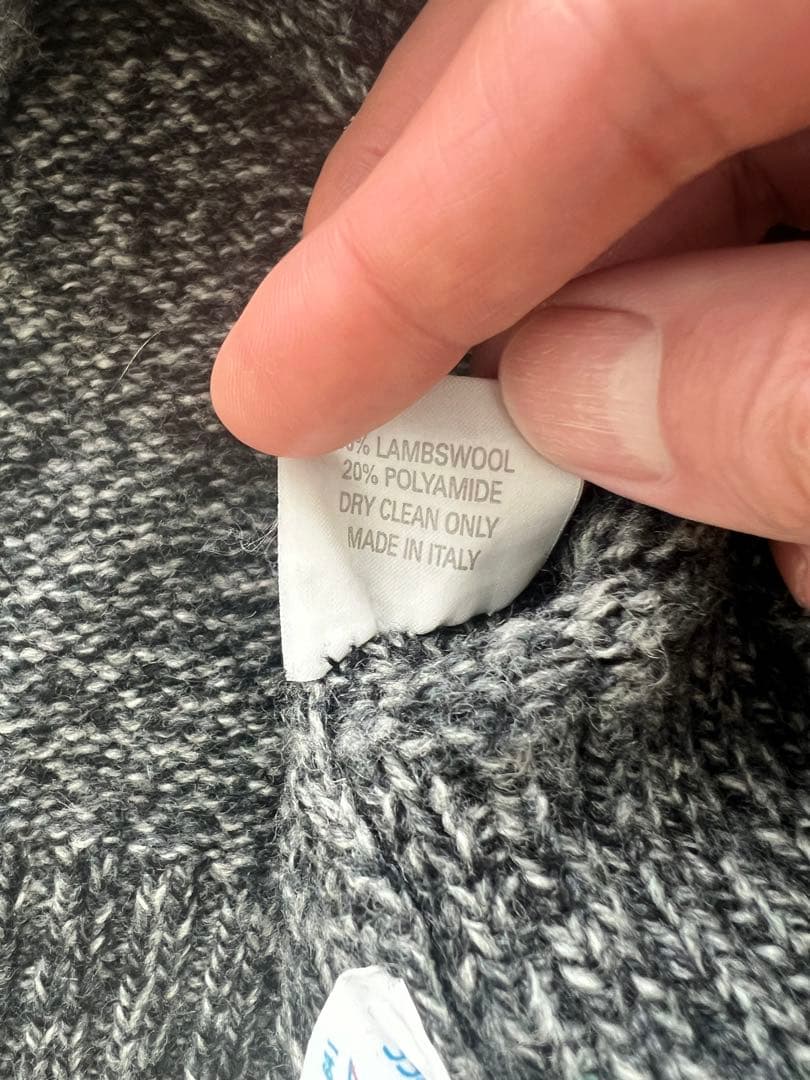 % LAMBSWOOL
20% POLYAMIDE
DRY CLEAN ONLY
MADE IN ITALY